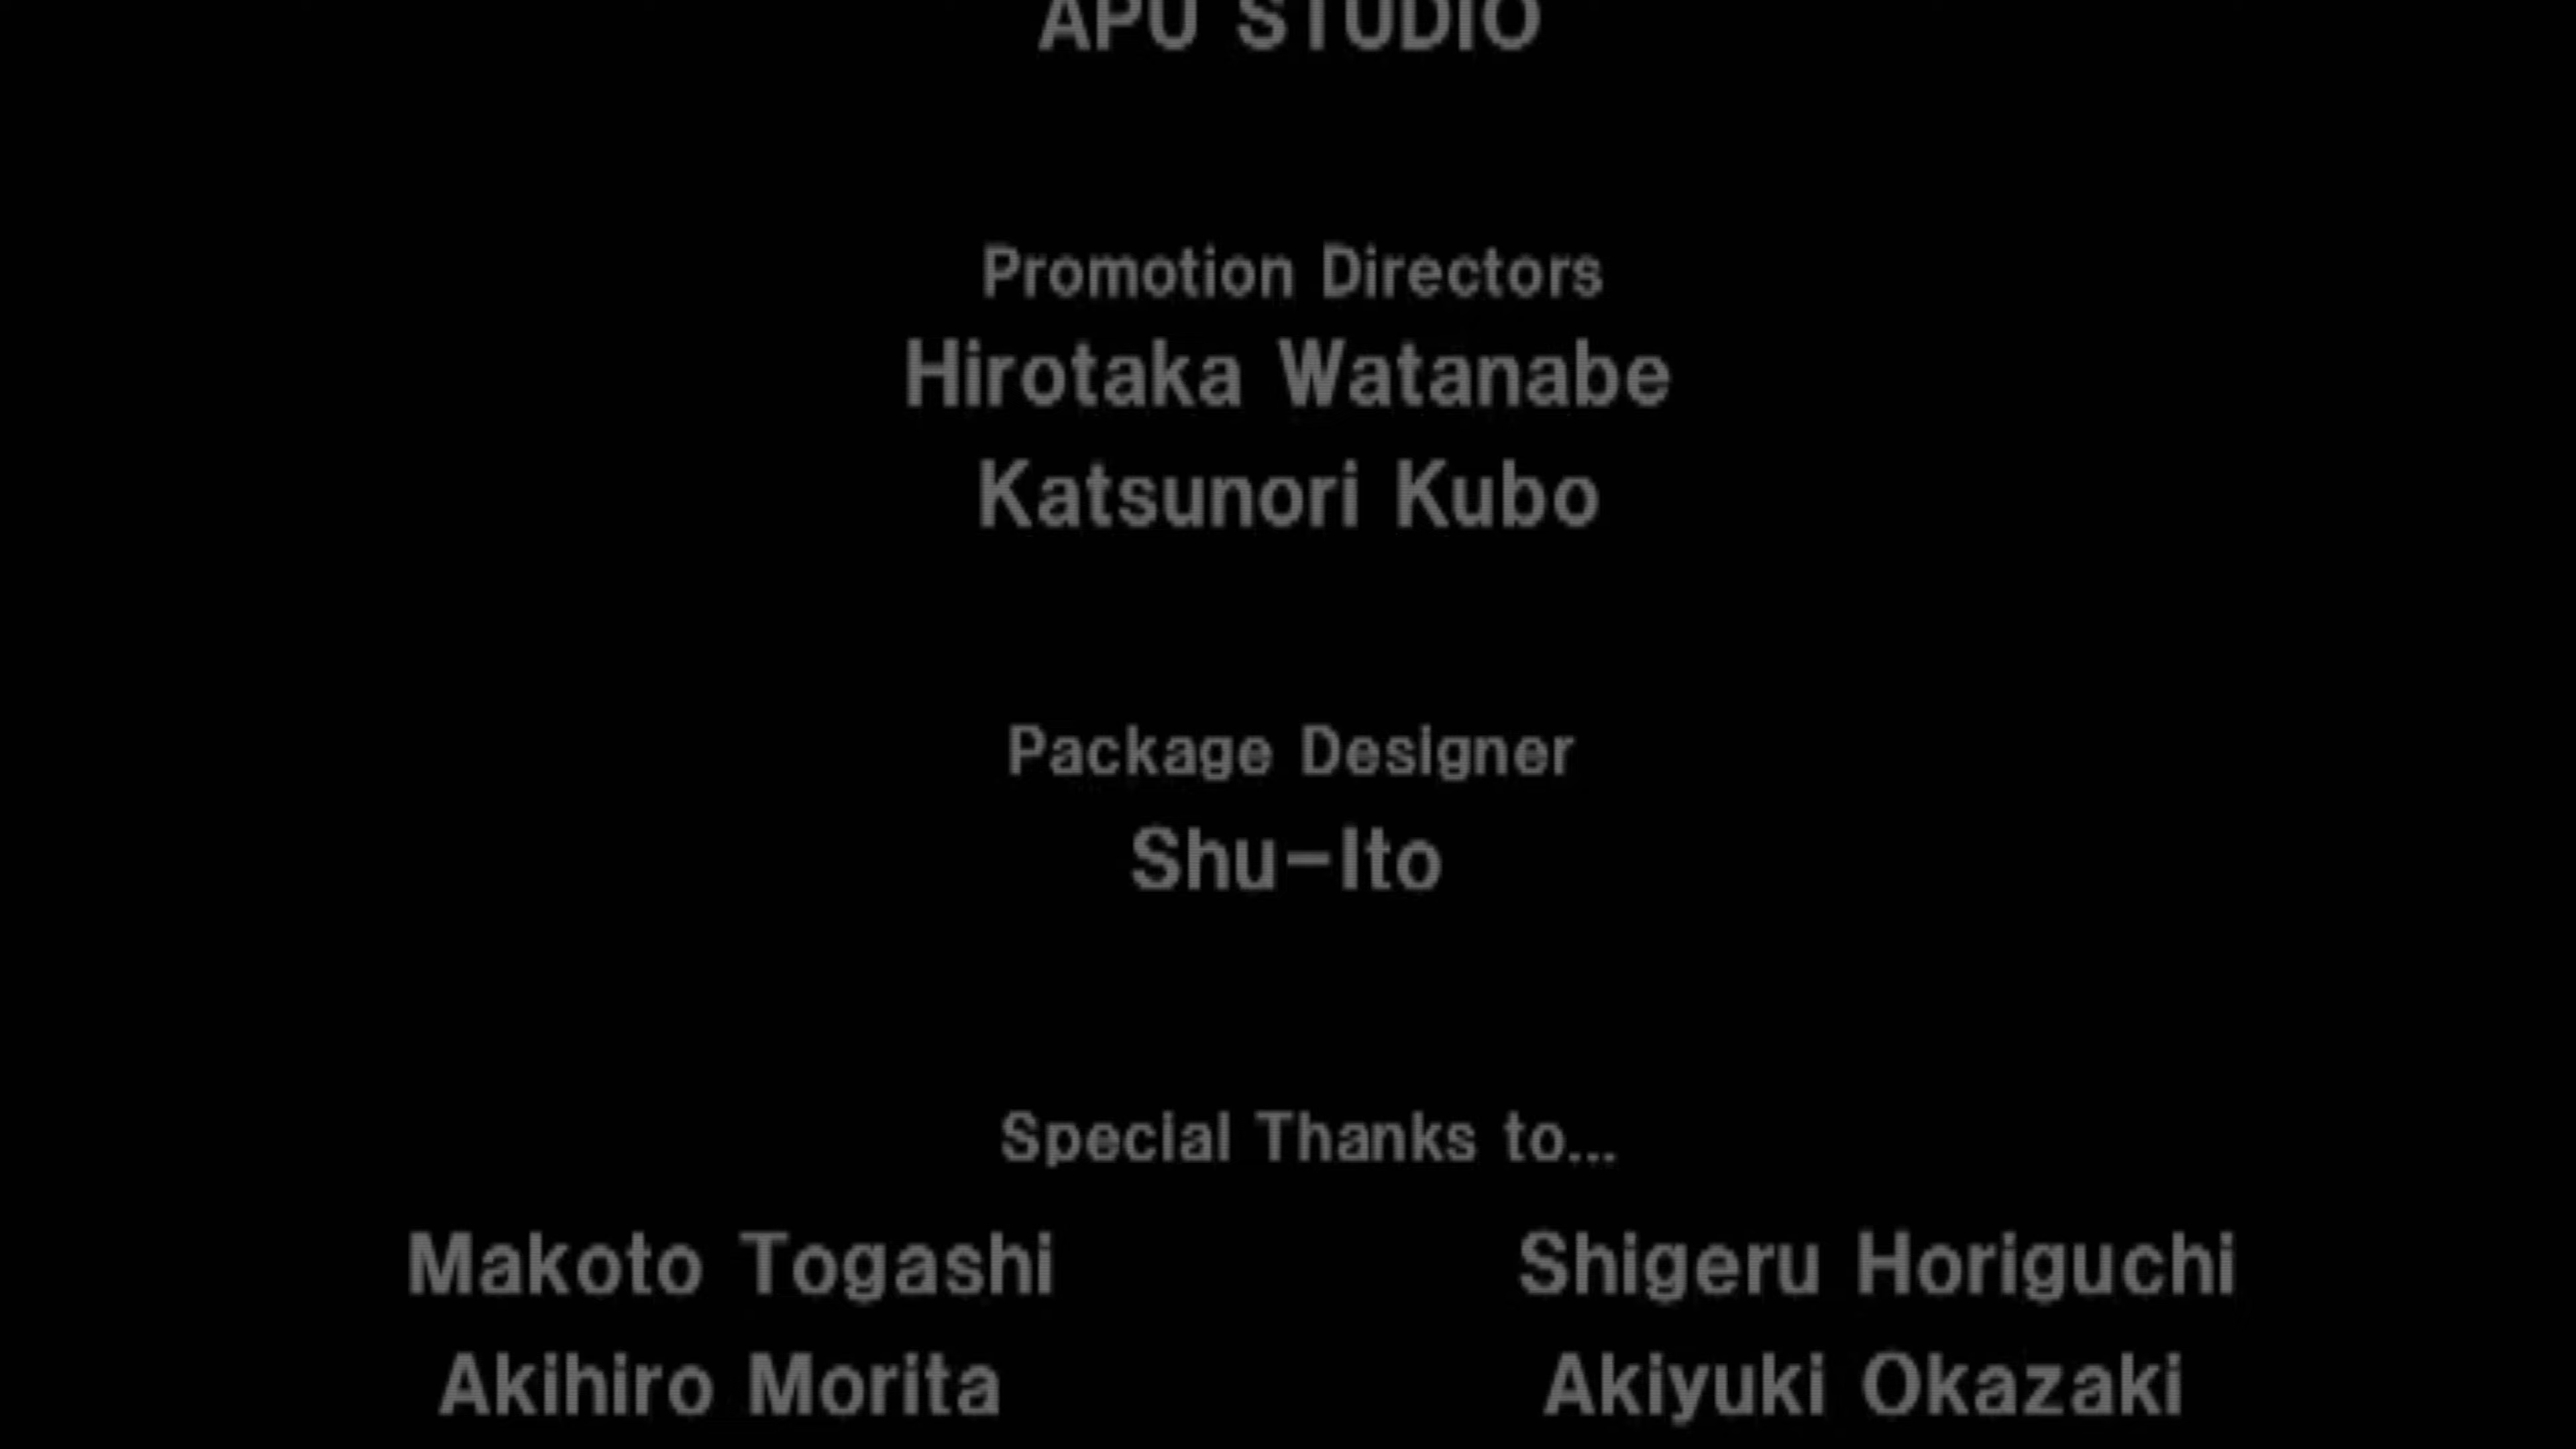 APU STUDIO
Promotion Directors
Hirotaka Watanabe
Katsunori Kubo
Package Designer
Shu-Ito
Special Thanks to...
Makoto Togashi Shigeru Horiguchi
Akihiro Morita Akiyuki Okazaki